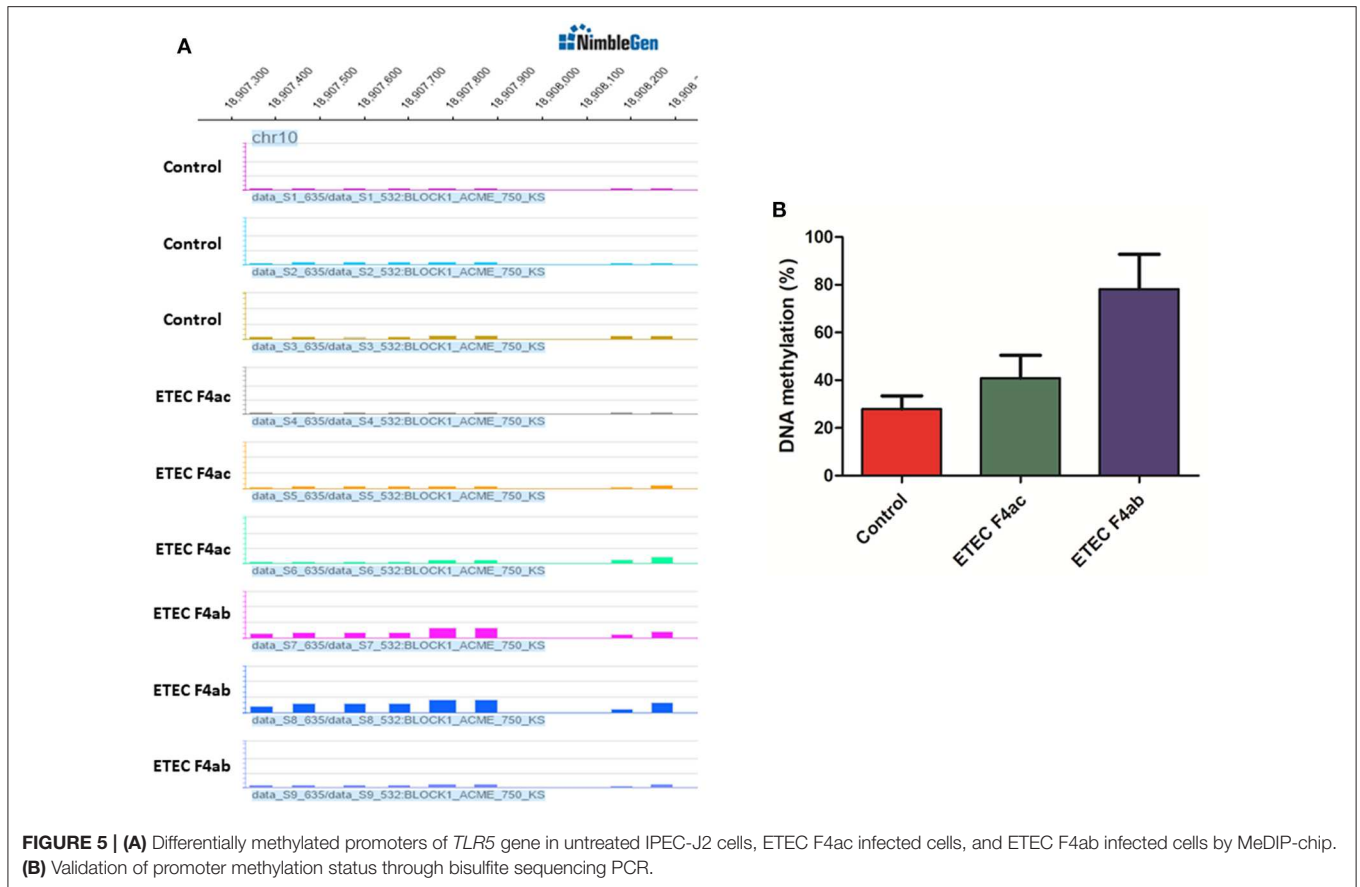 A
NimbleGen
18,907,300
18,907,400
18,907,500
18,907,600
18,907,700
18,907,800
18,907,900
18,908,000
18,908,100
18,908,200
18,908,
chr10
Control
data_S1_635/data_S1_532:BLOCK1_ACME_750_KS
Control
data_S2_635/data_S2_532:BLOCK1_ACME_750_KS
Control
data_S3_635/data_S3_532:BLOCK1_ACME_750_KS
ETEC F4ac
data_S4_635/data_S4_532:BLOCK1_ACME_750_KS
ETEC F4ac
data_S5_635/data_S5_532:BLOCK1_ACME_750_KS
ETEC F4ac
data_S6_635/data_S6_532:BLOCK1_ACME_750_KS
ETEC F4ab
data_S7_635/data_S7_532:BLOCK1_ACME_750_KS
ETEC F4ab
data_S8_635/data_S8_532:BLOCK1_ACME_750_KS
ETEC F4ab
data_S9_635/data_S9_532:BLOCK1_ACME_750_KS
B
DNA methylation (%)
100
80
60
40
20
0
Control
ETEC F4ac
ETEC F4ab
FIGURE 5 | (A) Differentially methylated promoters of TLR5 gene in untreated IPEC-J2 cells, ETEC F4ac infected cells, and ETEC F4ab infected cells by MeDIP-chip.
(B) Validation of promoter methylation status through bisulfite sequencing PCR.